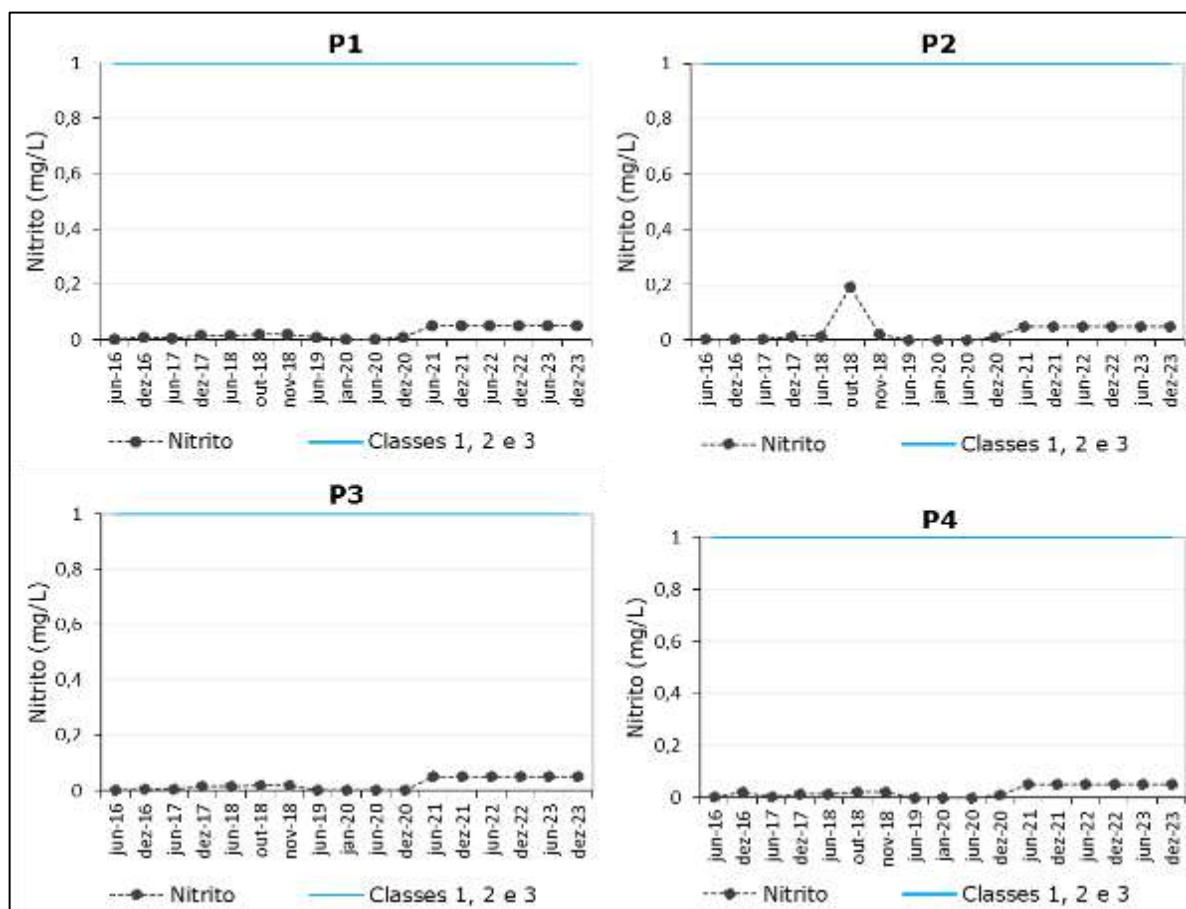 P1
Nitrito (mg/L)
1
0,8
0,6
0,4
0,2
0
jun-16
dez-16
jun-17
dez-17
jun-18
out-18
nov-18
jun-19
jan-20
jun-20
dez-20
jun-21
dez-21
jun-22
dez-22
jun-23
dez-23
Nitrito Classes 1, 2 e 3
P2
Nitrito (mg/L)
1
0,8
0,6
0,4
0,2
0
jun-16
dez-16
jun-17
dez-17
jun-18
out-18
nov-18
jun-19
jan-20
jun-20
dez-20
jun-21
dez-21
jun-22
dez-22
jun-23
dez-23
Nitrito Classes 1, 2 e 3
P3
Nitrito (mg/L)
1
0,8
0,6
0,4
0,2
0
jun-16
dez-16
jun-17
dez-17
jun-18
out-18
nov-18
jun-19
jan-20
jun-20
dez-20
jun-21
dez-21
jun-22
dez-22
jun-23
dez-23
Nitrito Classes 1, 2 e 3
P4
Nitrito (mg/L)
1
0,8
0,6
0,4
0,2
0
jun-16
dez-16
jun-17
dez-17
jun-18
out-18
nov-18
jun-19
jan-20
jun-20
dez-20
jun-21
dez-21
jun-22
dez-22
jun-23
dez-23
Nitrito Classes 1, 2 e 3